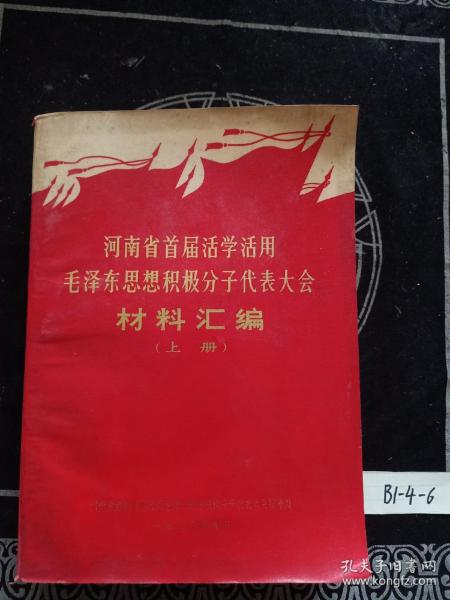 河南省首届活学活用
毛泽东思想积极分子代表大会
材料汇编
(上册)
B1-4-6
孔夫子旧书网
www.kongfz.com